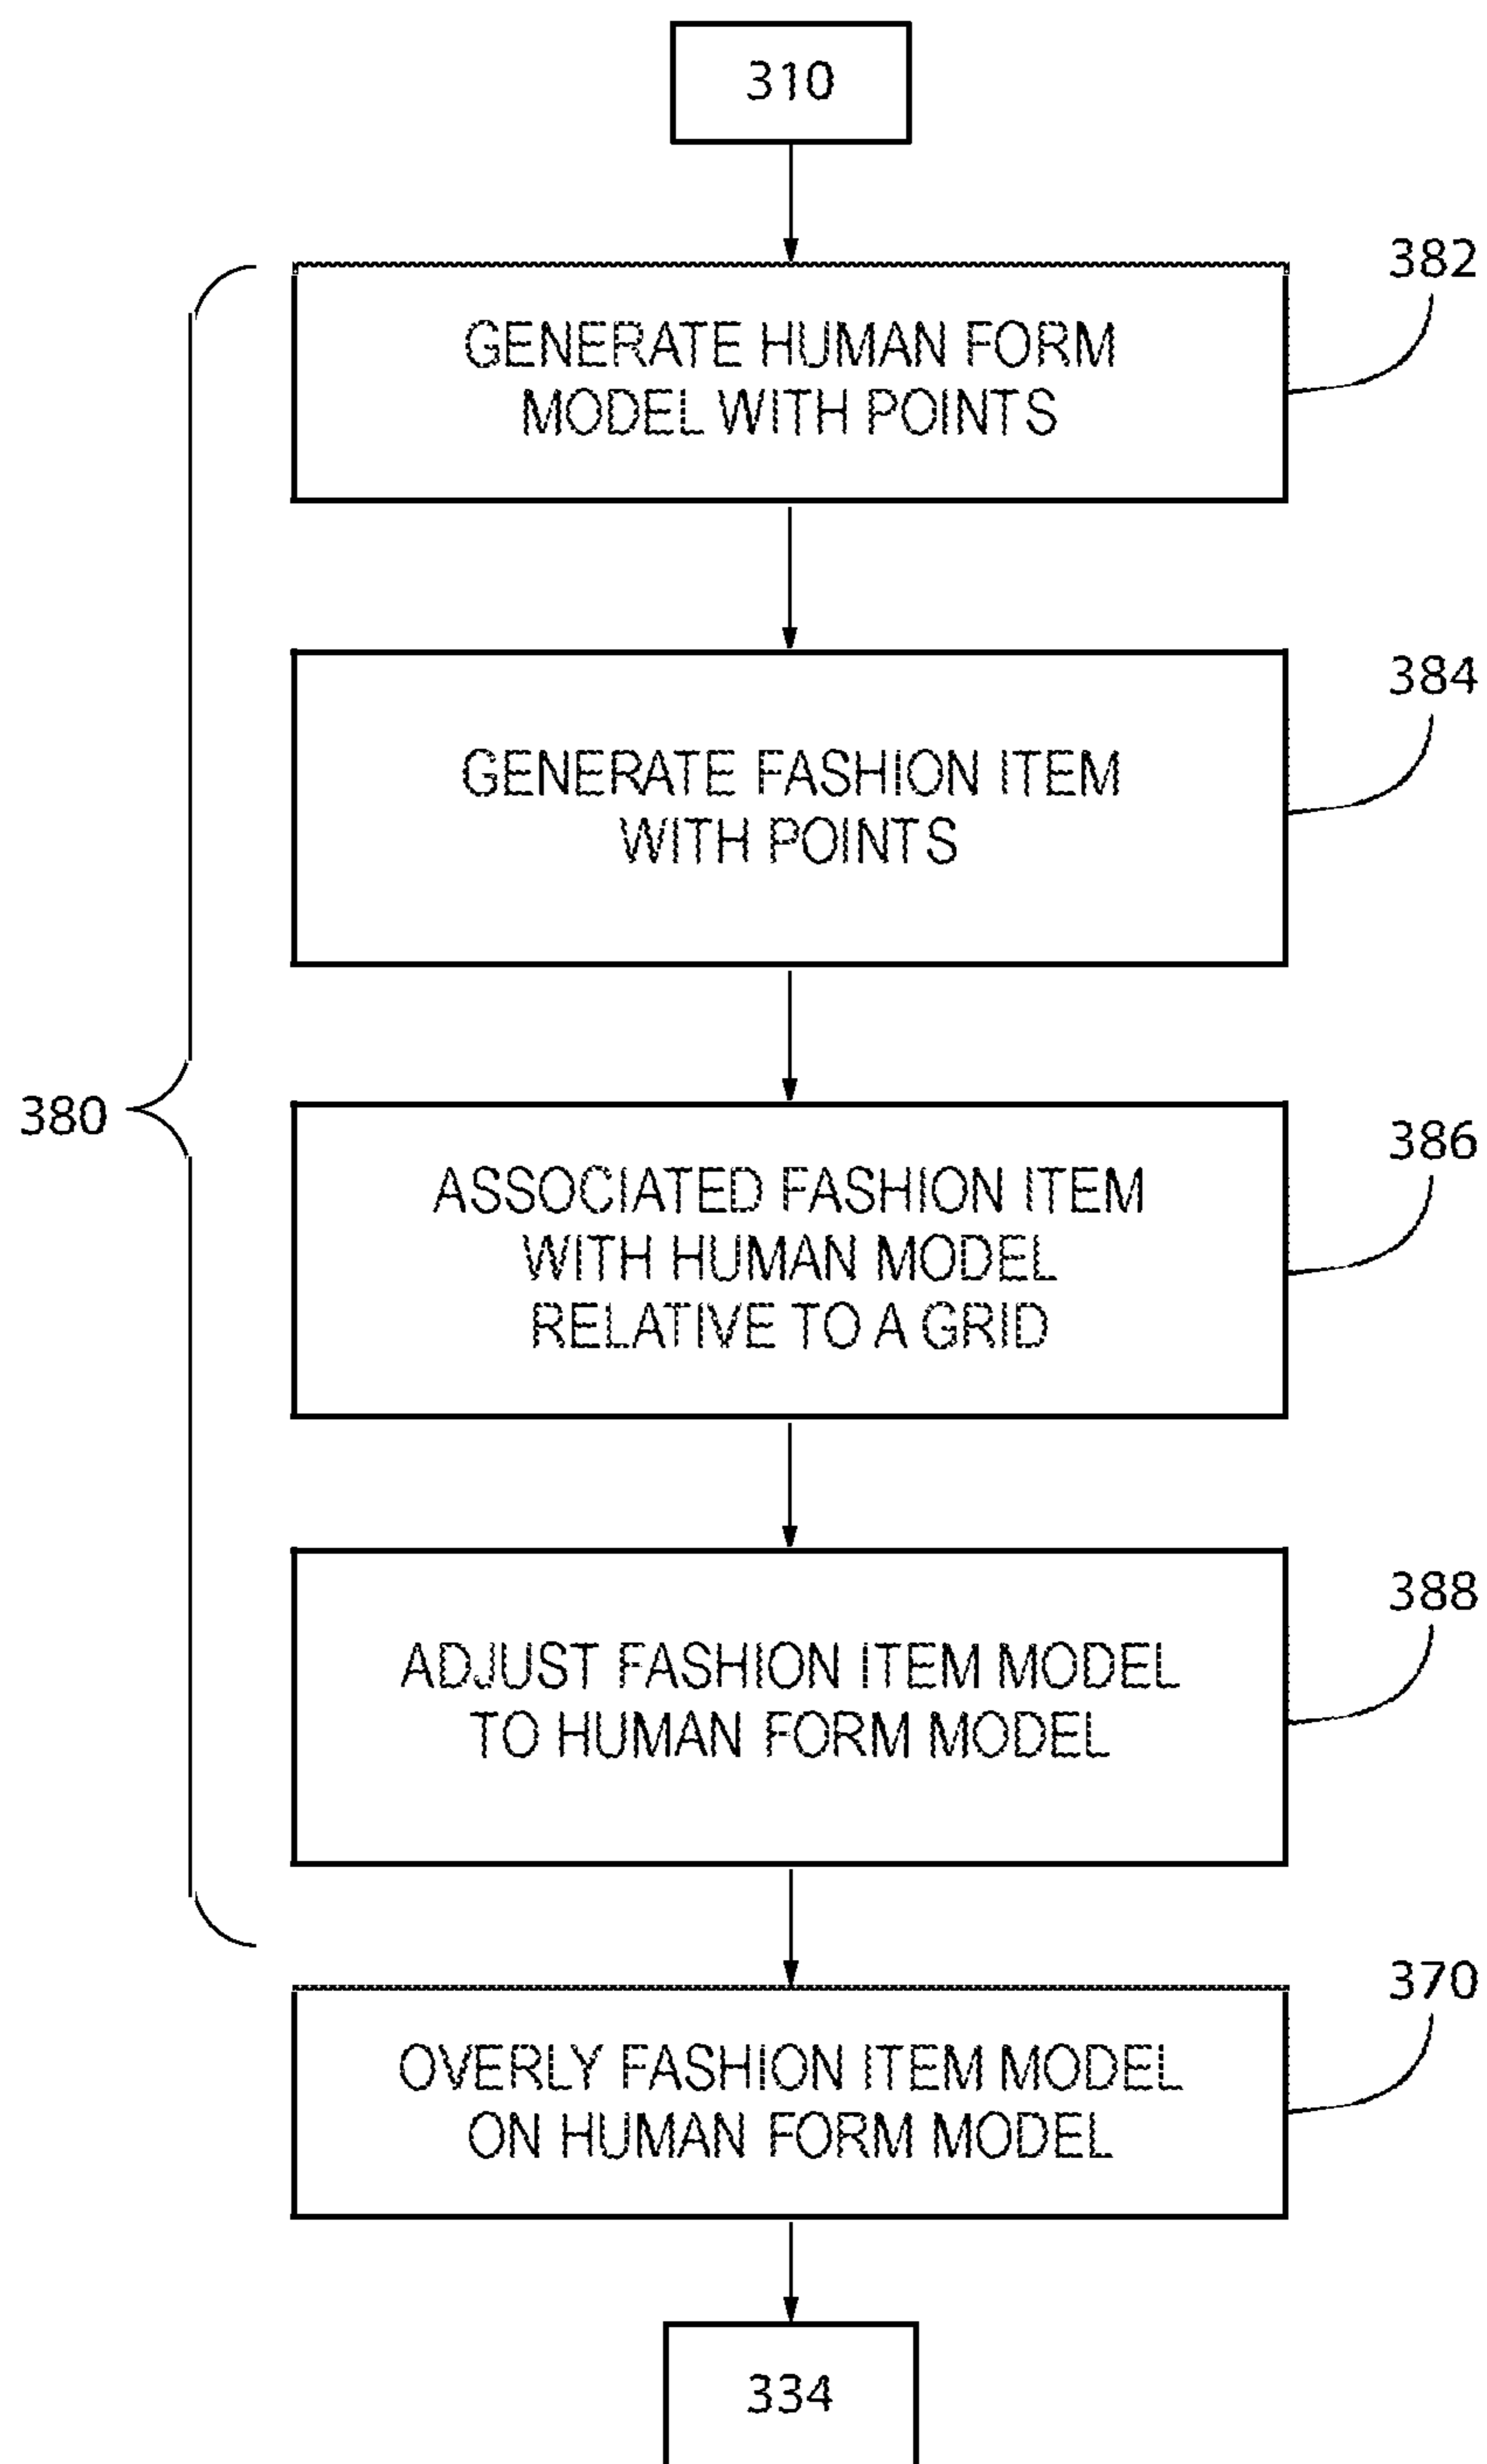 310
382
GENERATE HUMAN FORM
MODEL WITH POINTS
384
GENERATE FASHION ITEM
WITH POINTS
380
386
ASSOCIATED FASHION ITEM
WITH HUMAN MODEL
RELATIVE TO A GRID
388
ADJUST FASHION ITEM MODEL
TO HUMAN FORM MODEL
370
OVERLY FASHION ITEM MODEL
ON HUMAN FORM MODEL
334